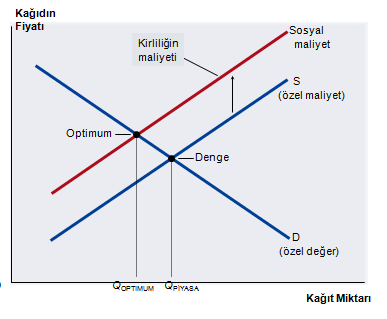 Kağıdın
Fiyatı
Kirliliğin
maliyeti
Sosyal
maliyet
S
(özel maliyet)
Optimum
Denge
D
(özel değer)
QOPTIMUM
QPİYASA
Kağıt Miktarı